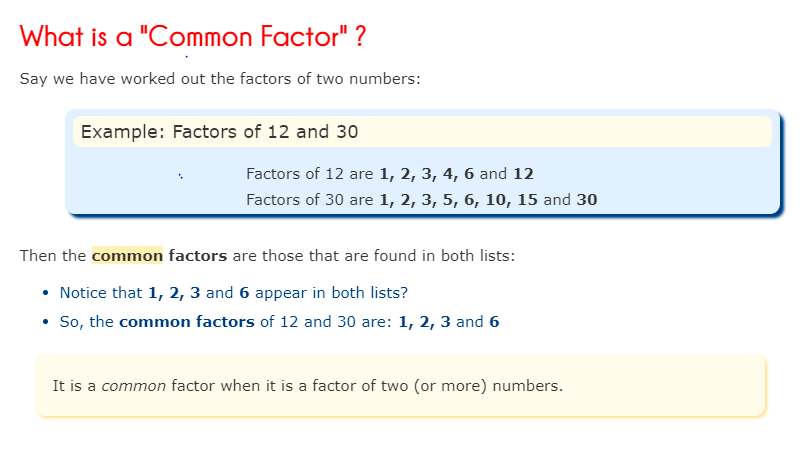 What is a "Common Factor" ?
Say we have worked out the factors of two numbers:
Example: Factors of 12 and 30
Factors of 12 are 1, 2, 3, 4, 6 and 12
Factors of 30 are 1, 2, 3, 5, 6, 10, 15 and 30
Then the common factors are those that are found in both lists:
• Notice that 1, 2, 3 and 6 appear in both lists?
• So, the common factors of 12 and 30 are: 1, 2, 3 and 6
It is a common factor when it is a factor of two (or more) numbers.